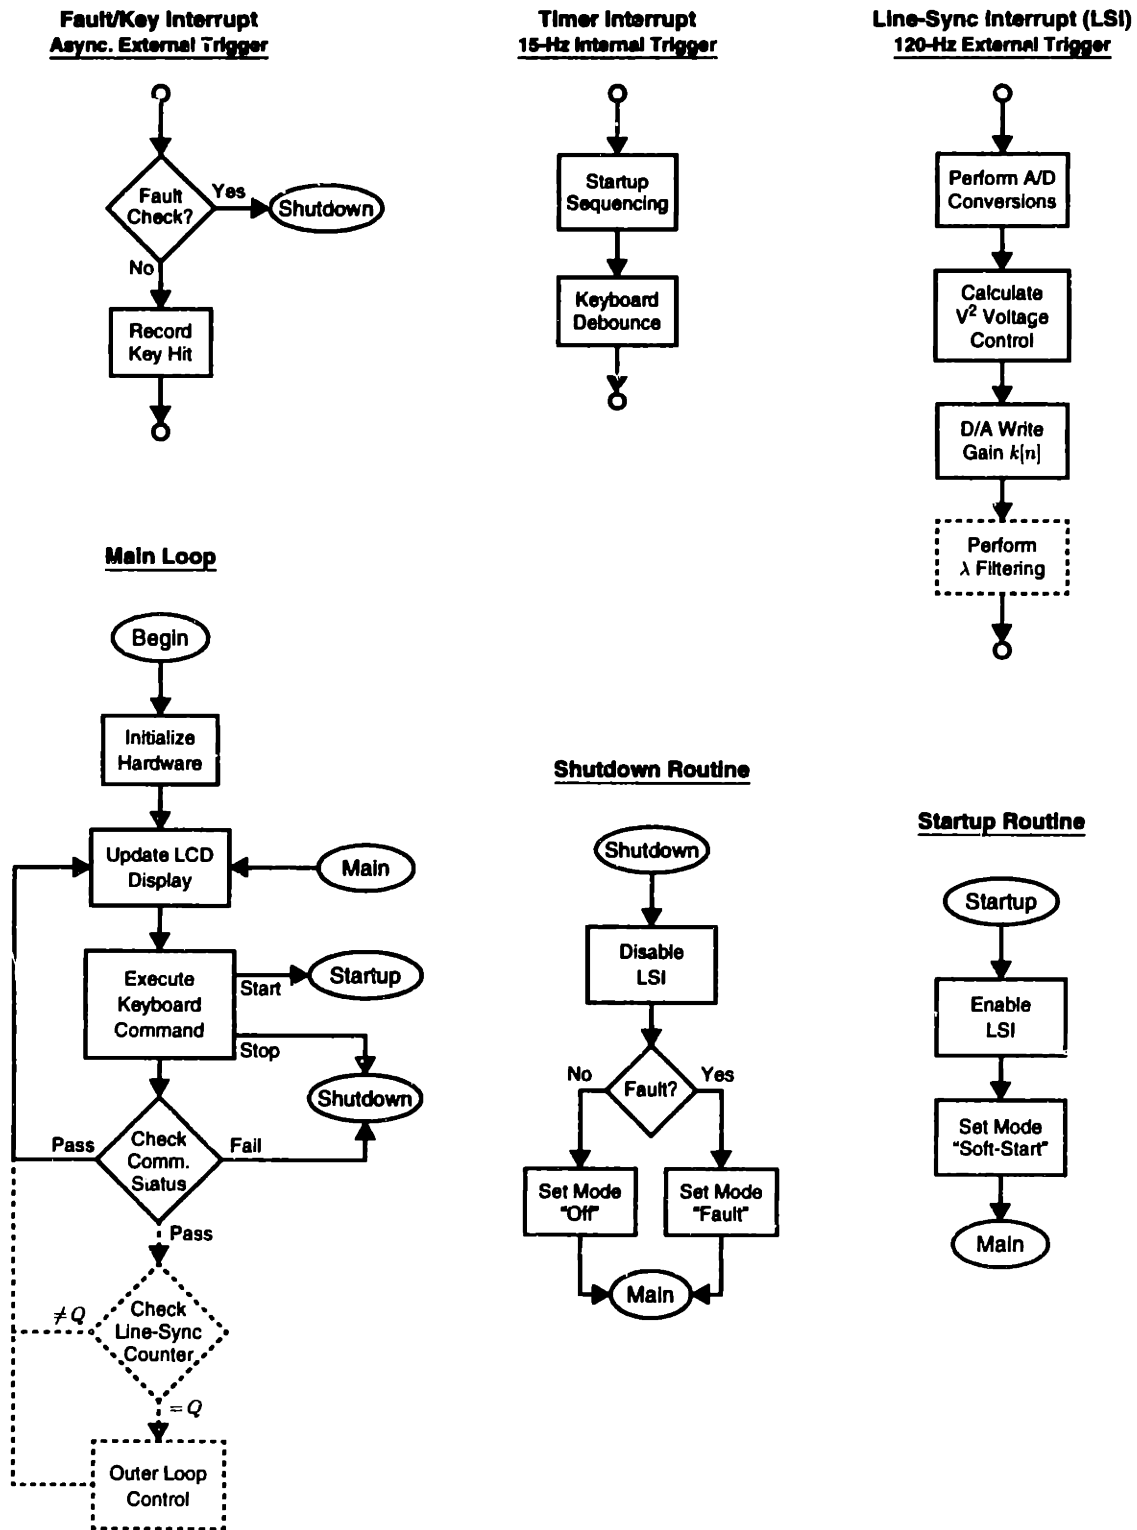 Fault/Key Interrupt
Async. External Trigger
Fault
Check?
Yes
Shutdown
No
Record
Key Hit
Timer Interrupt
15-Hz Internal Trigger
Startup
Sequencing
Keyboard
Debounce
Line-Sync Interrupt (LSI)
120-Hz External Trigger
Perform A/D
Conversions
Calculate
V² Voltage
Control
D/A Write
Gain k[n]
Perform
λ Filtering
Main Loop
Begin
Initialize
Hardware
Update LCD
Display
Main
Execute
Keyboard
Command
Start
Startup
Stop
Shutdown
Pass
Check
Comm.
Status
Fail
Pass
≠Q
Check
Line-Sync
Counter
=Q
Outer Loop
Control
Shutdown Routine
Shutdown
Disable
LSI
No
Fault?
Yes
Set Mode
"Off"
Set Mode
"Fault"
Main
Startup Routine
Startup
Enable
LSI
Set Mode
"Soft-Start"
Main